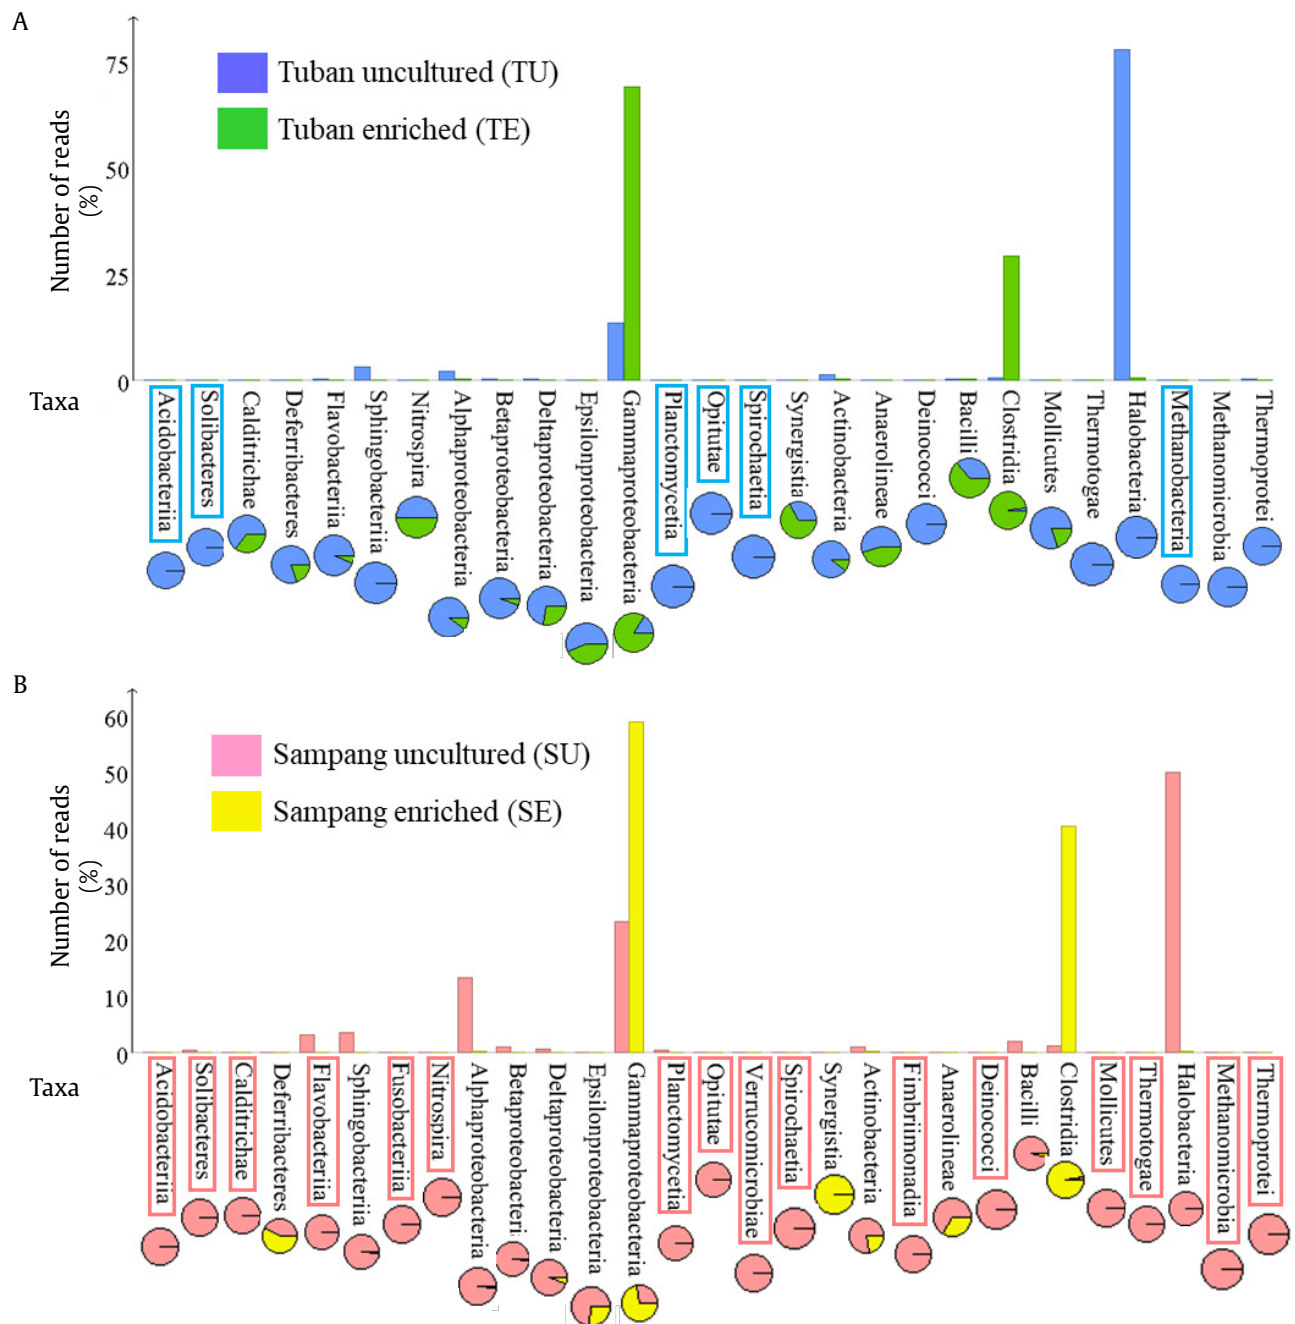 A
75
50
25
0
Number of reads
(%)
Tuban uncultured (TU)
Tuban enriched (TE)
Taxa
Acidobacteriia
Solibacteres
Calditrichae
Deferribacteres
Flavobacteriia
Sphingobacteriia
Nitrospira
Alphaproteobacteria
Betaproteobacteria
Deltaproteobacteria
Epsilonproteobacteria
Gammaproteobacteria
Planctomycetia
Opitutae
Spirochaetia
Synergistia
Actinobacteria
Anaerolineae
Deinococci
Bacilli
Clostridia
Mollicutes
Thermotogae
Halobacteria
Methanobacteria
Methanomicrobia
Thermoprotei
B
60
50
40
30
20
10
0
Number of reads
(%)
Sampang uncultured (SU)
Sampang enriched (SE)
Taxa
Acidobacteriia
Solibacteres
Calditrichae
Deferribacteres
Flavobacteriia
Sphingobacteriia
Fusobacteriia
Nitrospira
Alphaproteobacteria
Betaproteobacteri
Deltaproteobacteria
Epsilonproteobacteria
Gammaproteobacteria
Planctomycetia
Opitutae
Verrucomicrobiae
Spirochaetia
Synergistia
Actinobacteria
Fimbriimonadia
Anaerolineae
Deinococci
Bacilli
Clostridia
Mollicutes
Thermotogae
Halobacteria
Methanomicrobia
Thermoprotei